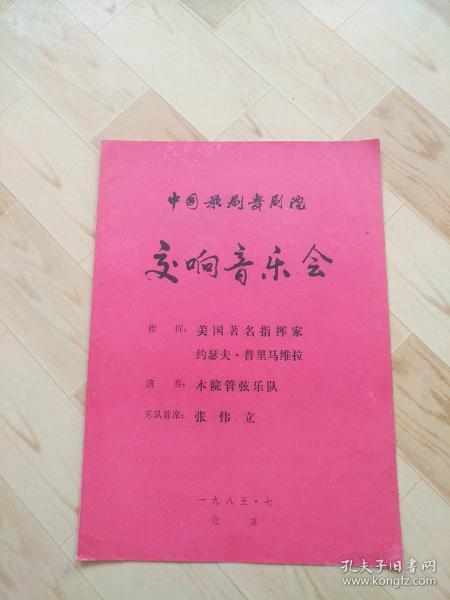 中国歌剧舞剧院
交响音乐会
指 挥：美国著名指挥家
约瑟夫·普里马维拉
演 奏：本院管弦乐队
乐队首席：张 伟 立
一九八五·七
北 京
孔夫子旧书网
www.kongfz.com